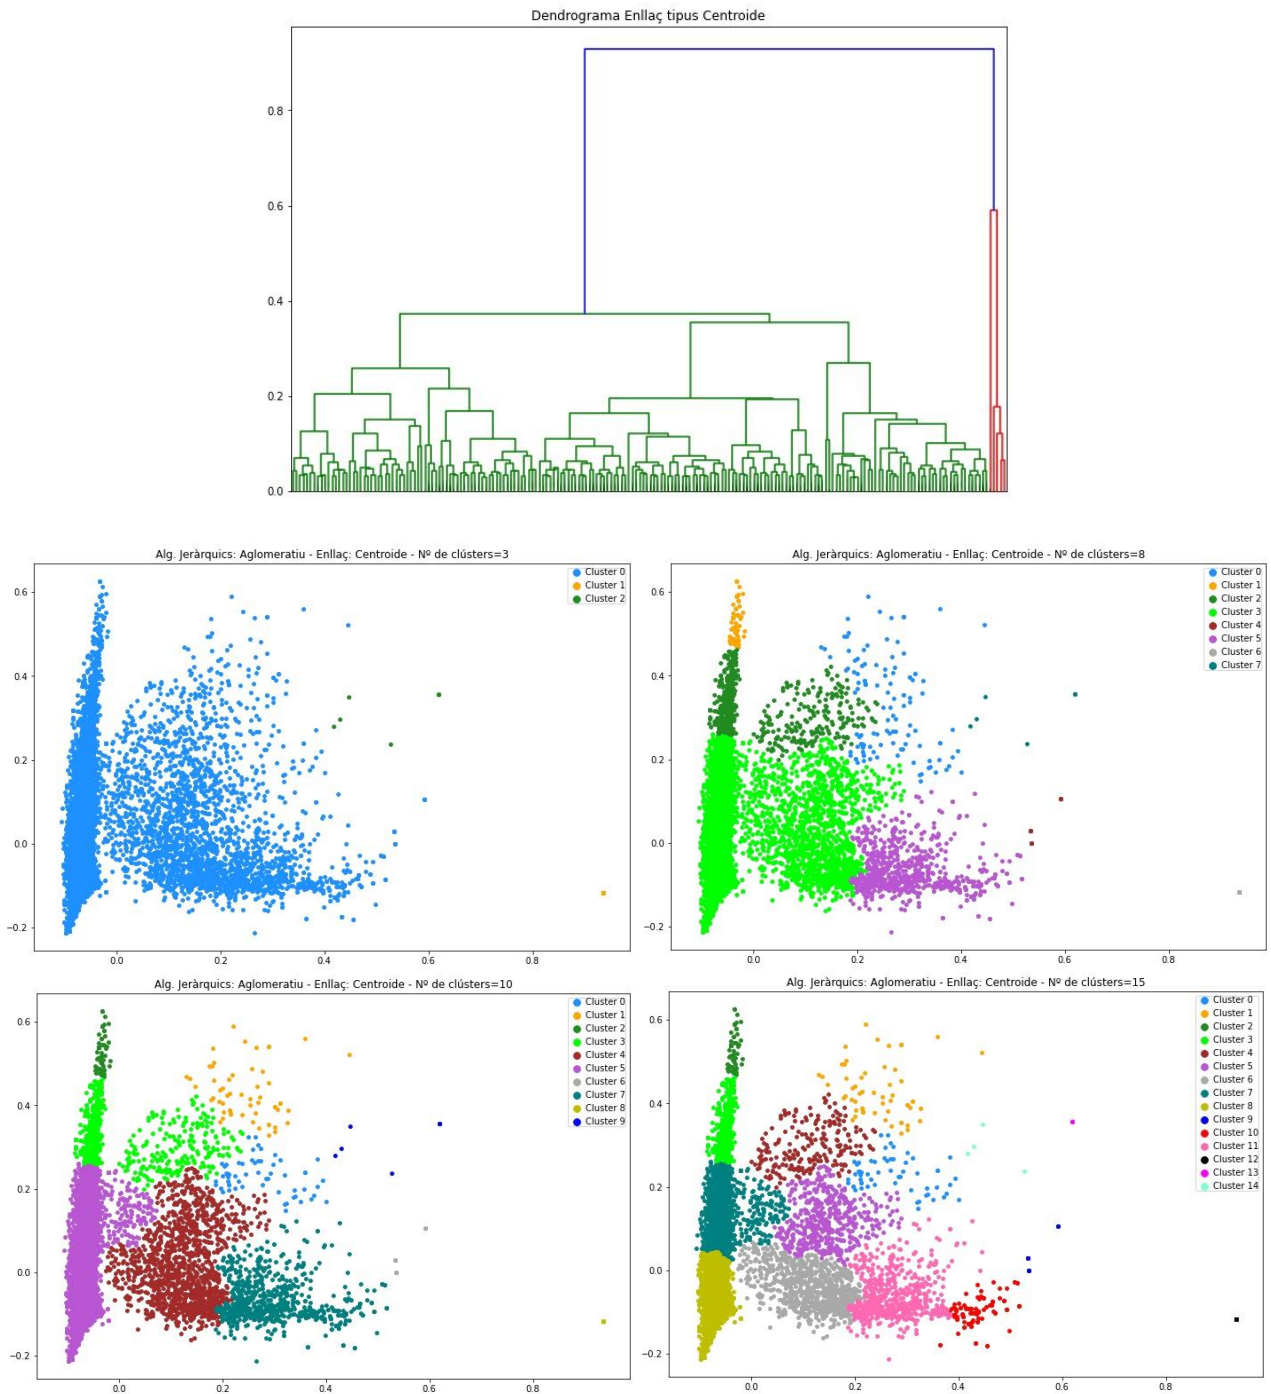 Dendrograma Enllaç tipus Centroide
0.8
0.6
0.4
0.2
0.0
Alg. Jeràrquics: Aglomeratiu - Enllaç: Centroide - Nº de clústers=3
Cluster 0
Cluster 1
Cluster 2
0.6
0.4
0.2
0.0
−0.2
0.0 0.2 0.4 0.6 0.8
Alg. Jeràrquics: Aglomeratiu - Enllaç: Centroide - Nº de clústers=8
Cluster 0
Cluster 1
Cluster 2
Cluster 3
Cluster 4
Cluster 5
Cluster 6
Cluster 7
0.6
0.4
0.2
0.0
−0.2
0.0 0.2 0.4 0.6 0.8
Alg. Jeràrquics: Aglomeratiu - Enllaç: Centroide - Nº de clústers=10
Cluster 0
Cluster 1
Cluster 2
Cluster 3
Cluster 4
Cluster 5
Cluster 6
Cluster 7
Cluster 8
Cluster 9
0.6
0.4
0.2
0.0
−0.2
0.0 0.2 0.4 0.6 0.8
Alg. Jeràrquics: Aglomeratiu - Enllaç: Centroide - Nº de clústers=15
Cluster 0
Cluster 1
Cluster 2
Cluster 3
Cluster 4
Cluster 5
Cluster 6
Cluster 7
Cluster 8
Cluster 9
Cluster 10
Cluster 11
Cluster 12
Cluster 13
Cluster 14
0.6
0.4
0.2
0.0
−0.2
0.0 0.2 0.4 0.6 0.8